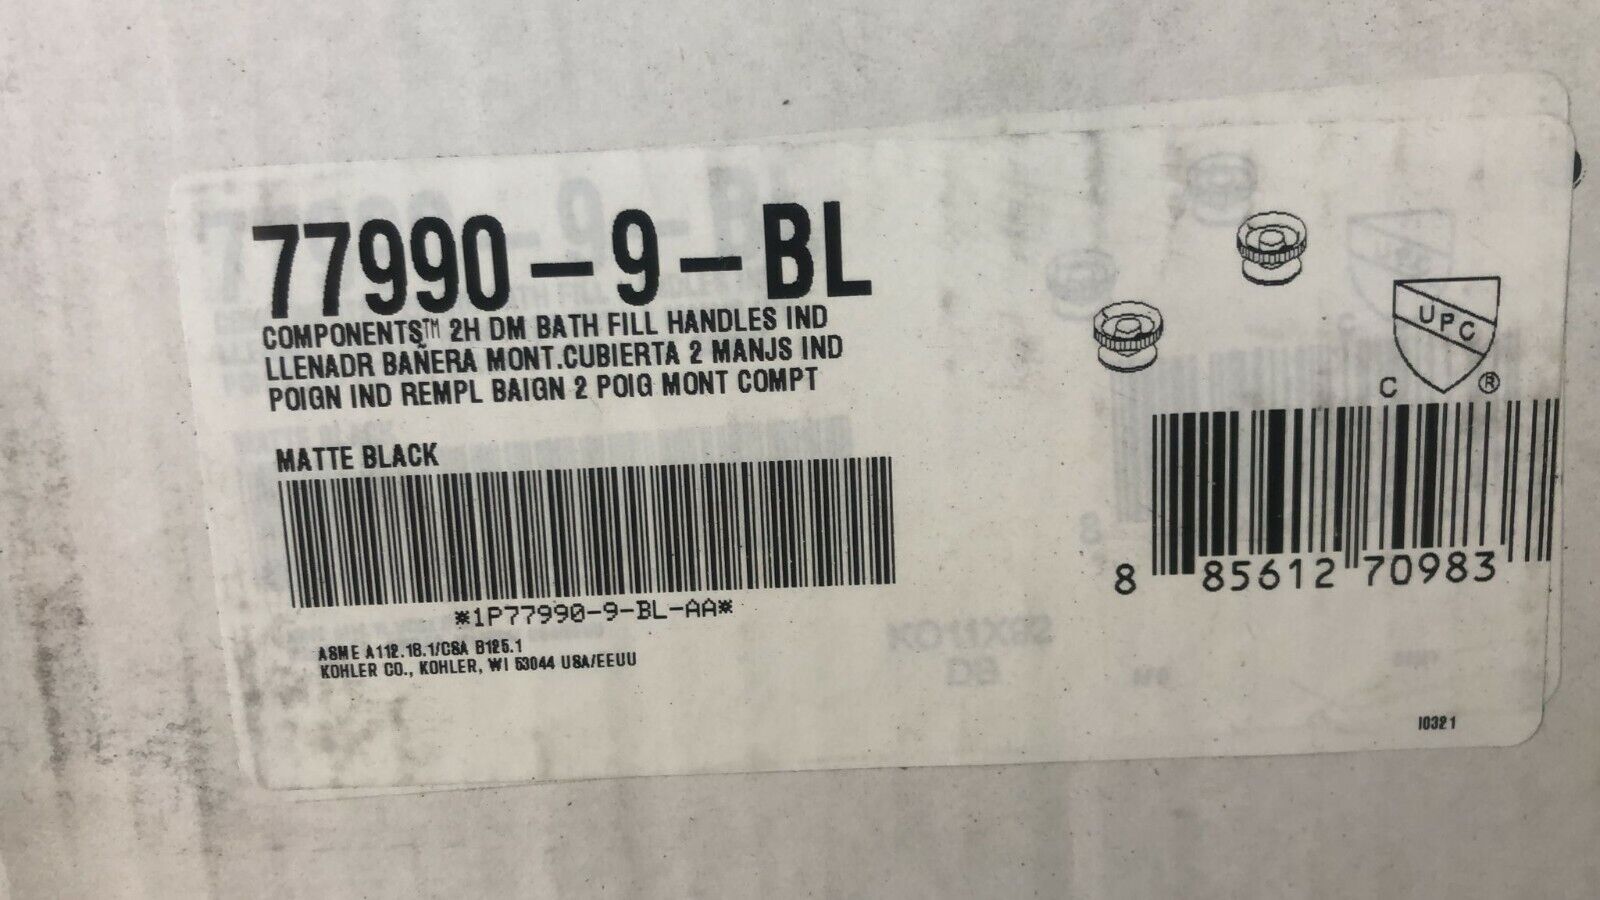 77990-9-BL
COMPONENTS™ 2H DM BATH FILL HANDLES IND
LLENADR BAÑERA MONT.CUBIERTA 2 MANJS IND
POIGN IND REMPL BAIGN 2 POIG MONT COMPT
MATTE BLACK
*1P77990-9-BL-AA*
ASME A112.18.1/CSA B125.1
KOHLER CO., KOHLER, WI 53044 USA/EEUU
UPC
C ®
8 85612 70983
I0321